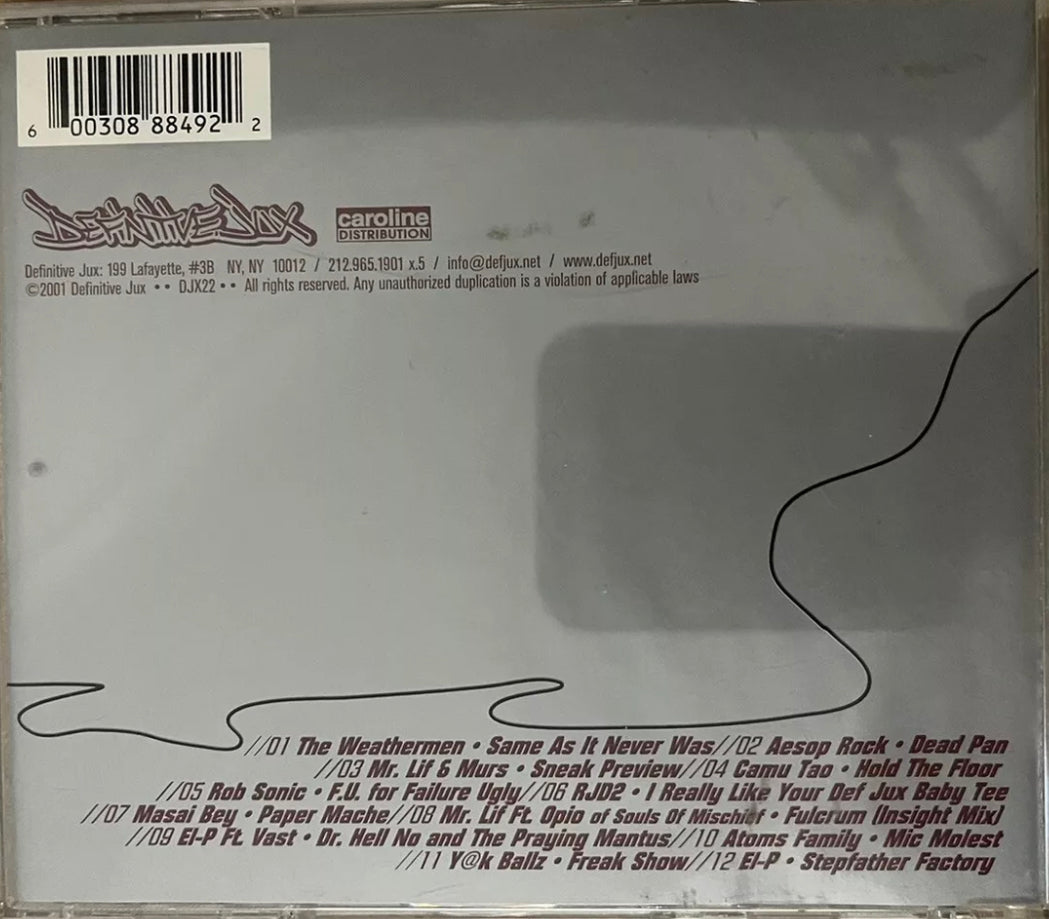 6 00308 88492 2
DEFINITIVE JUX
caroline
DISTRIBUTION
Definitive Jux: 199 Lafayette, #3B NY, NY 10012 / 212.965.1901 x.5 / info@defjux.net / www.defjux.net
©2001 Definitive Jux •• DJX22 •• All rights reserved. Any unauthorized duplication is a violation of applicable laws
//01 The Weathermen • Same As It Never Was//02 Aesop Rock • Dead Pan
//03 Mr. Lif & Murs • Sneak Preview//04 Camu Tao • Hold The Floor
//05 Rob Sonic • F.U. for Failure Ugly//06 RJD2 • I Really Like Your Def Jux Baby Tee
//07 Masai Bey • Paper Mache//08 Mr. Lif Ft. Opio of Souls Of Mischief • Fulcrum (Insight Mix)
//09 El-P Ft. Vast • Dr. Hell No and The Praying Mantus//10 Atoms Family • Mic Molest
//11 Y@k Ballz • Freak Show//12 El-P • Stepfather Factory